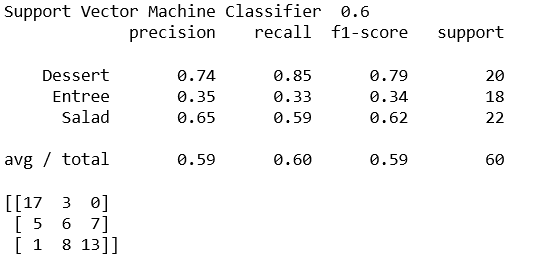 Support Vector Machine Classifier  0.6
             precision    recall  f1-score   support

    Dessert       0.74      0.85      0.79        20
     Entree       0.35      0.33      0.34        18
      Salad       0.65      0.59      0.62        22

avg / total       0.59      0.60      0.59        60

[[17  3  0]
 [ 5  6  7]
 [ 1  8 13]]